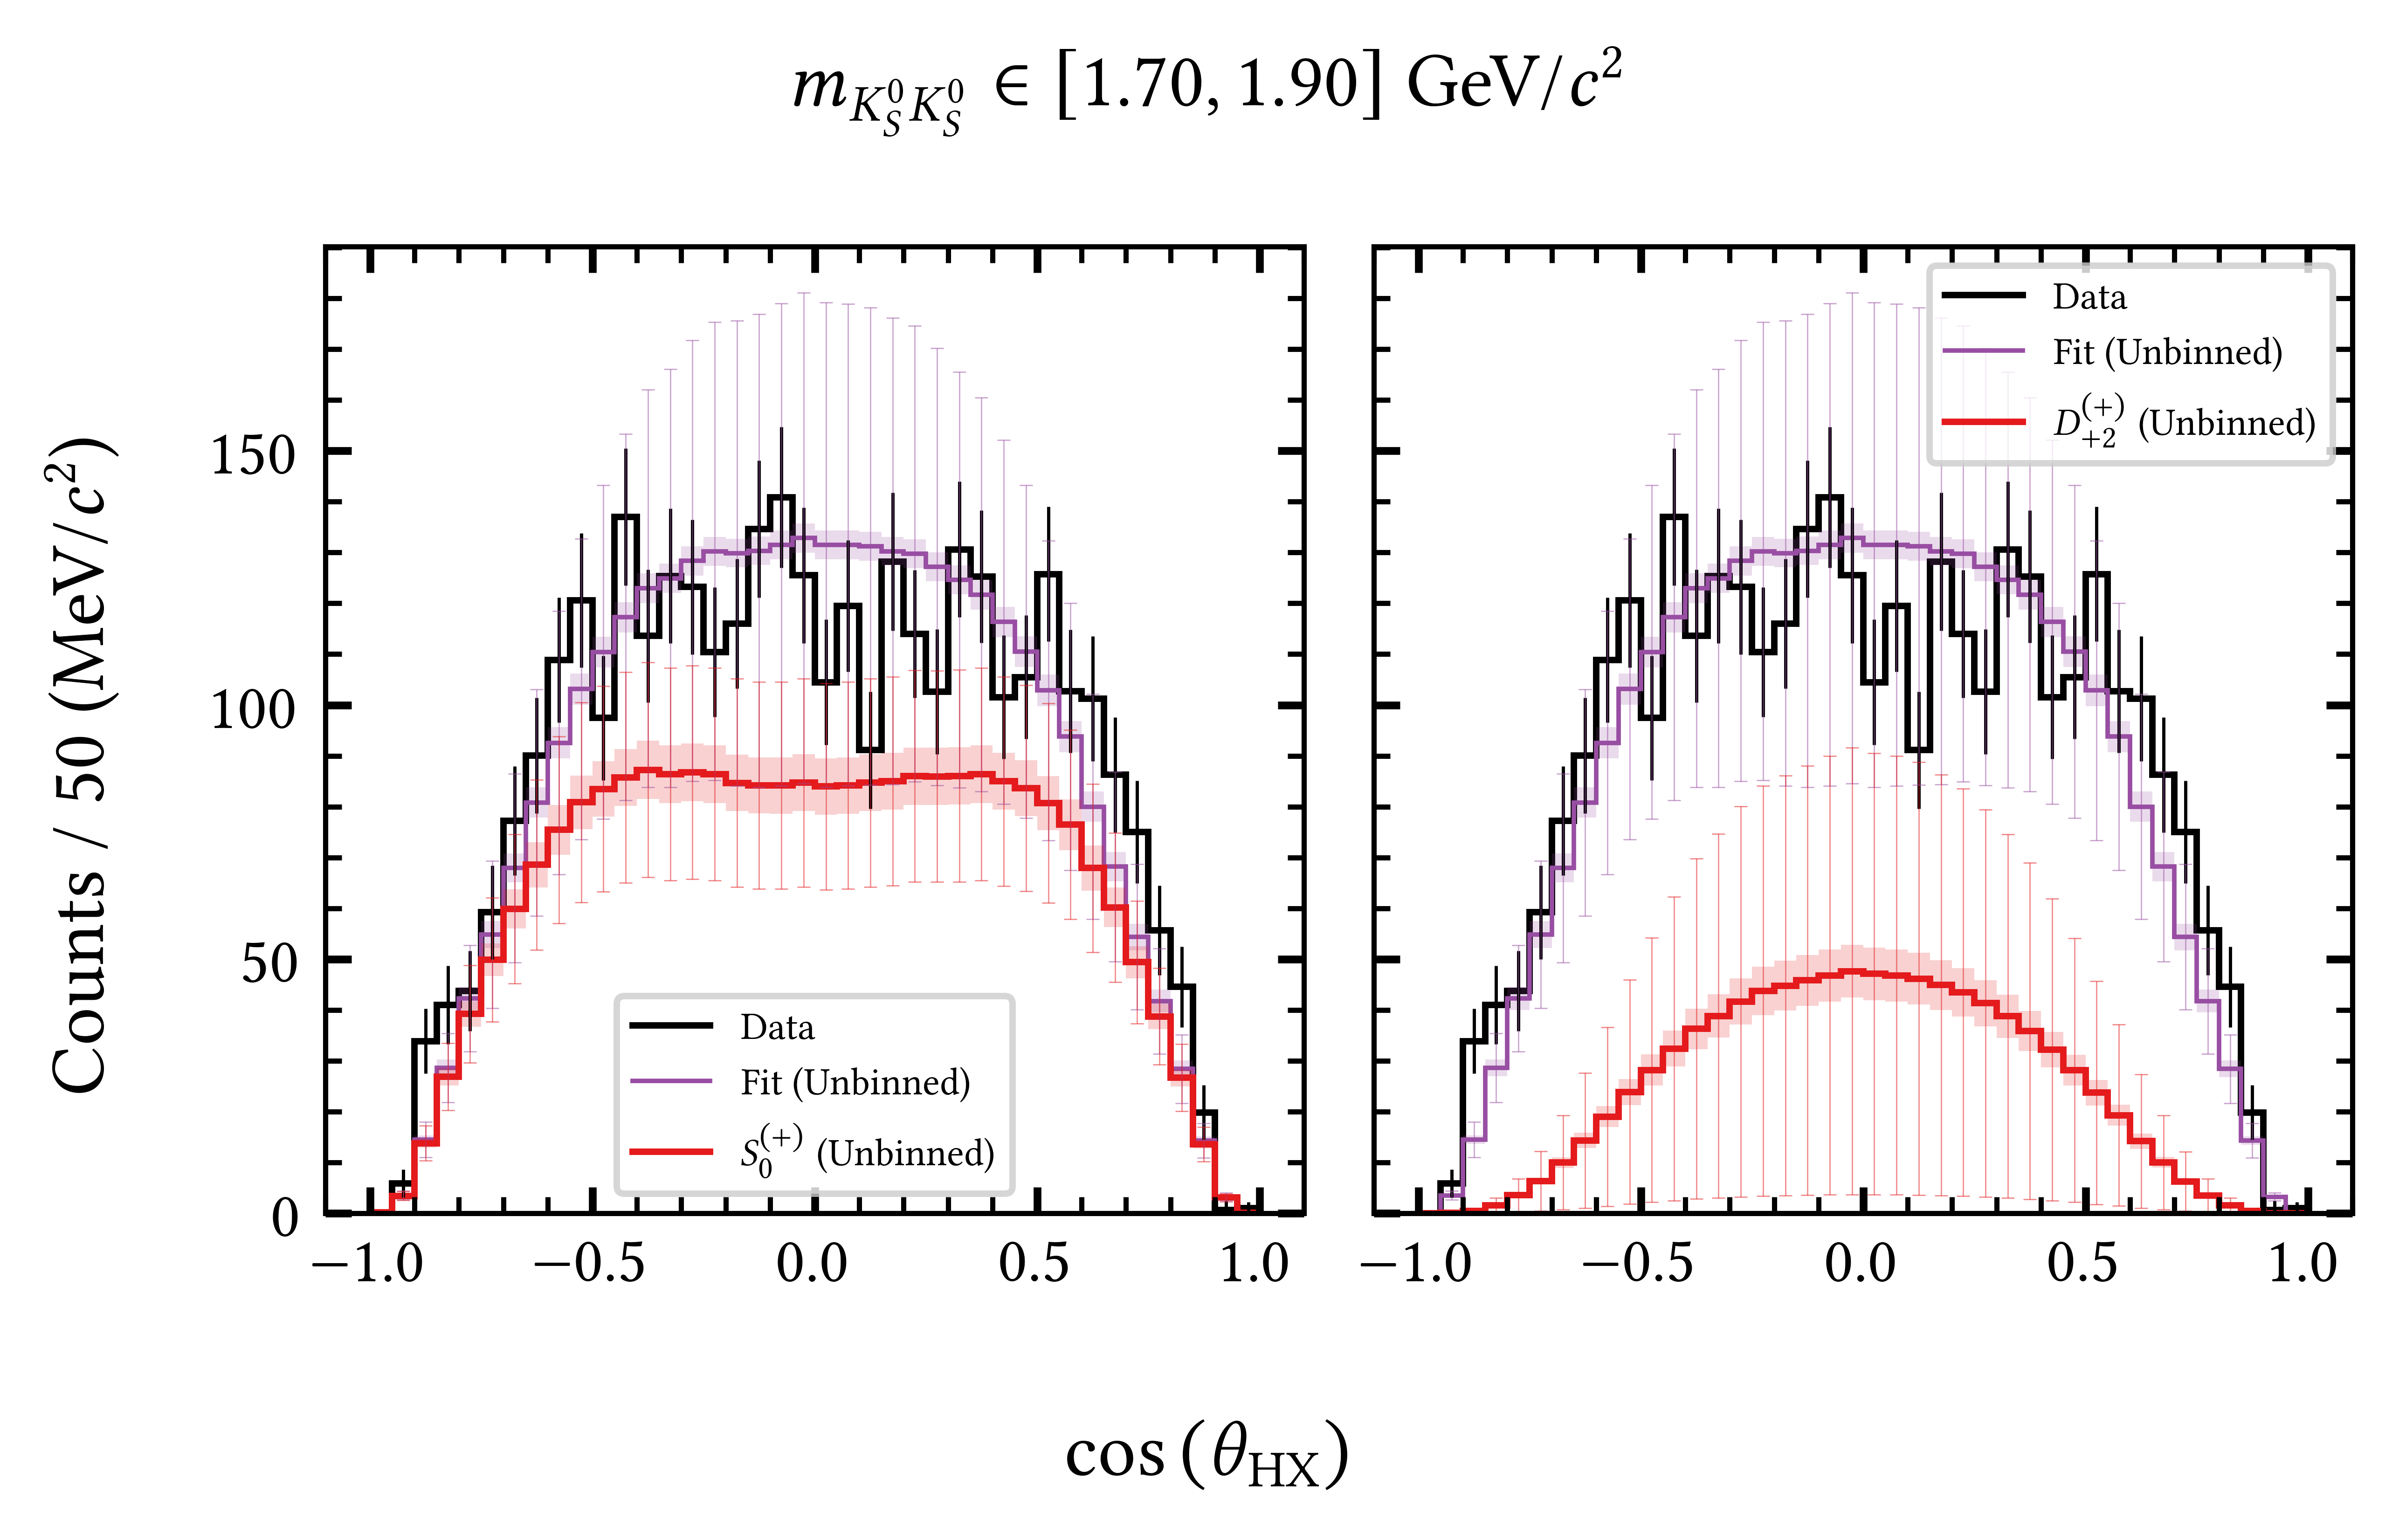 m_{K_S^0 K_S^0} ∈ [1.70, 1.90] GeV/c²
Counts / 50 (MeV/c²)
150
100
50
0
Data
Fit (Unbinned)
S_0^{(+)} (Unbinned)
Data
Fit (Unbinned)
D_{+2}^{(+)} (Unbinned)
−1.0 −0.5 0.0 0.5 1.0
−1.0 −0.5 0.0 0.5 1.0
cos (θ_HX)